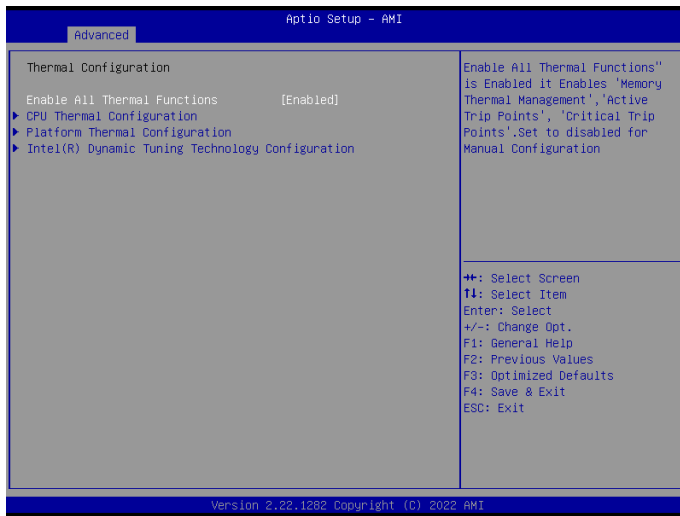 Aptio Setup – AMI
Advanced
Thermal Configuration
Enable All Thermal Functions [Enabled]
CPU Thermal Configuration
Platform Thermal Configuration
Intel(R) Dynamic Tuning Technology Configuration
Enable All Thermal Functions"
is Enabled it Enables 'Memory
Thermal Management','Active
Trip Points', 'Critical Trip
Points'.Set to disabled for
Manual Configuration
→←: Select Screen
↑↓: Select Item
Enter: Select
+/-: Change Opt.
F1: General Help
F2: Previous Values
F3: Optimized Defaults
F4: Save & Exit
ESC: Exit
Version 2.22.1282 Copyright (C) 2022 AMI